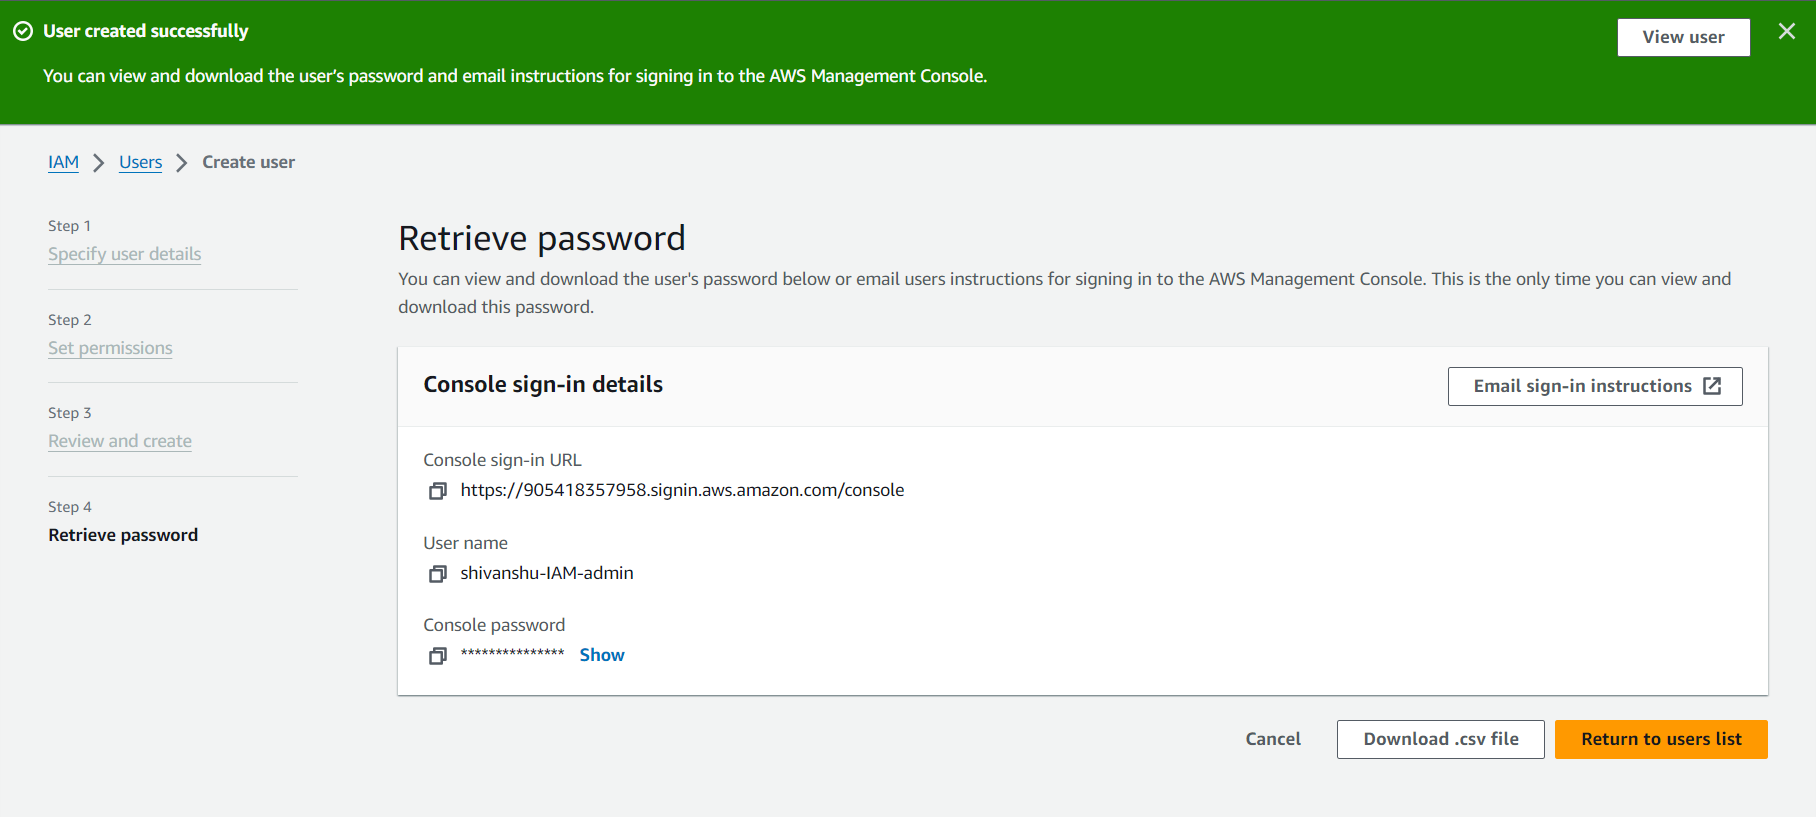 User created successfully
View user
You can view and download the user's password and email instructions for signing in to the AWS Management Console.
IAM
Users
Create user
Step 1
Specify user details
Step 2
Set permissions
Step 3
Review and create
Step 4
Retrieve password
Retrieve password
You can view and download the user's password below or email users instructions for signing in to the AWS Management Console. This is the only time you can view and
download this password.
Console sign-in details
Email sign-in instructions
Console sign-in URL
https://905418357958.signin.aws.amazon.com/console
User name
shivanshu-IAM-admin
Console password
*************** Show
Cancel
Download .csv file
Return to users list